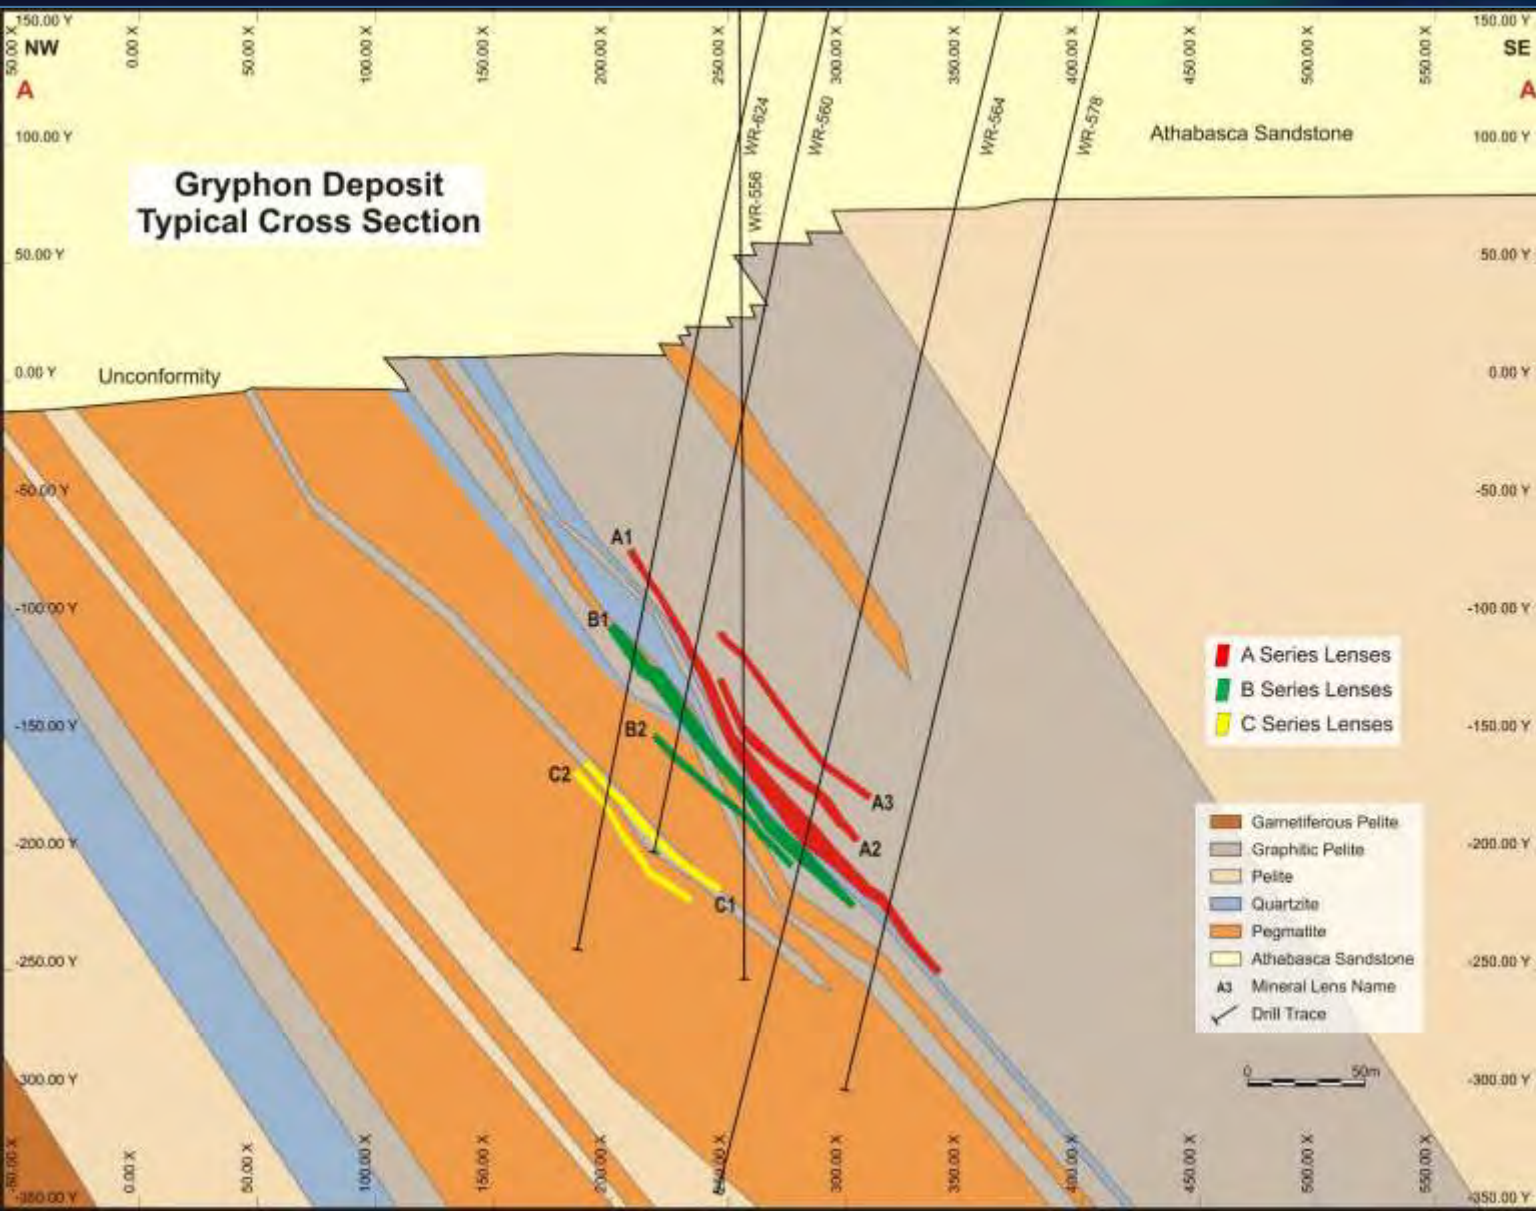 150.00 Y
50.00 X
0.00 X
50.00 X
100.00 X
150.00 X
200.00 X
250.00 X
300.00 X
350.00 X
400.00 X
450.00 X
500.00 X
550.00 X
150.00 Y
NW
SE
A
A
100.00 Y
WR-624
WR-560
WR-564
WR-578
Athabasca Sandstone
100.00 Y
Gryphon Deposit
Typical Cross Section
WR-556
50.00 Y
50.00 Y
0.00 Y
Unconformity
0.00 Y
-50.00 Y
-50.00 Y
A1
-100.00 Y
B1
-100.00 Y
A Series Lenses
B Series Lenses
C Series Lenses
-150.00 Y
B2
-150.00 Y
C2
A3
A2
-200.00 Y
-200.00 Y
C1
Garnetiferous Pelite
Graphitic Pelite
Pelite
Quartzite
Pegmatite
Athabasca Sandstone
A3 Mineral Lens Name
Drill Trace
-250.00 Y
-250.00 Y
0 50m
-300.00 Y
-300.00 Y
-50.00 X
0.00 X
50.00 X
100.00 X
150.00 X
200.00 X
250.00 X
300.00 X
350.00 X
400.00 X
450.00 X
500.00 X
550.00 X
-350.00 Y
-350.00 Y